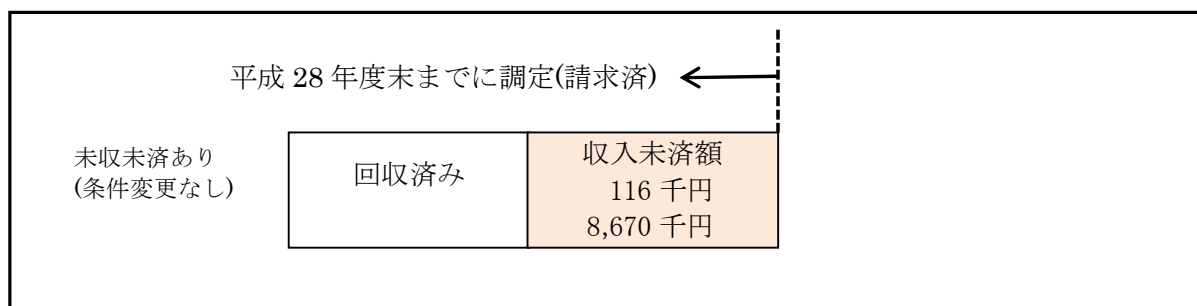 平成 28 年度末までに調定(請求済)
未収未済あり
(条件変更なし)
回収済み
収入未済額
116 千円
8,670 千円